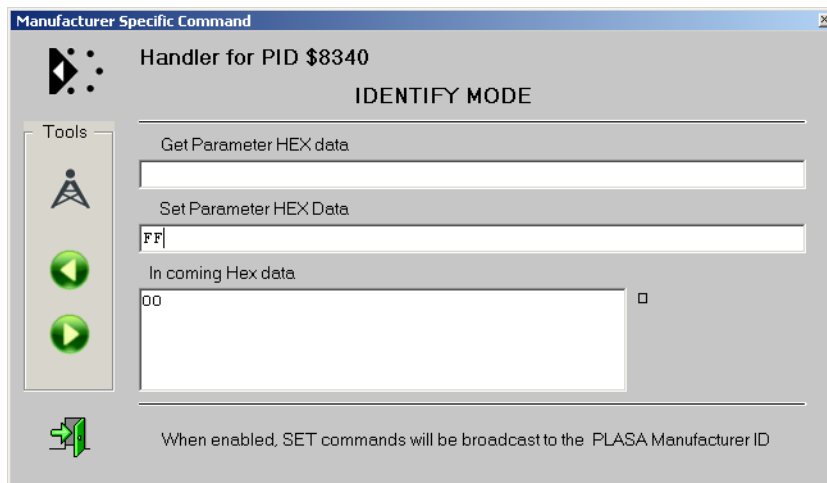 Manufacturer Specific Command
Handler for PID $8340
IDENTIFY MODE
Tools
Get Parameter HEX data
Set Parameter HEX Data
FF
In coming Hex data
00
When enabled, SET commands will be broadcast to the PLASA Manufacturer ID